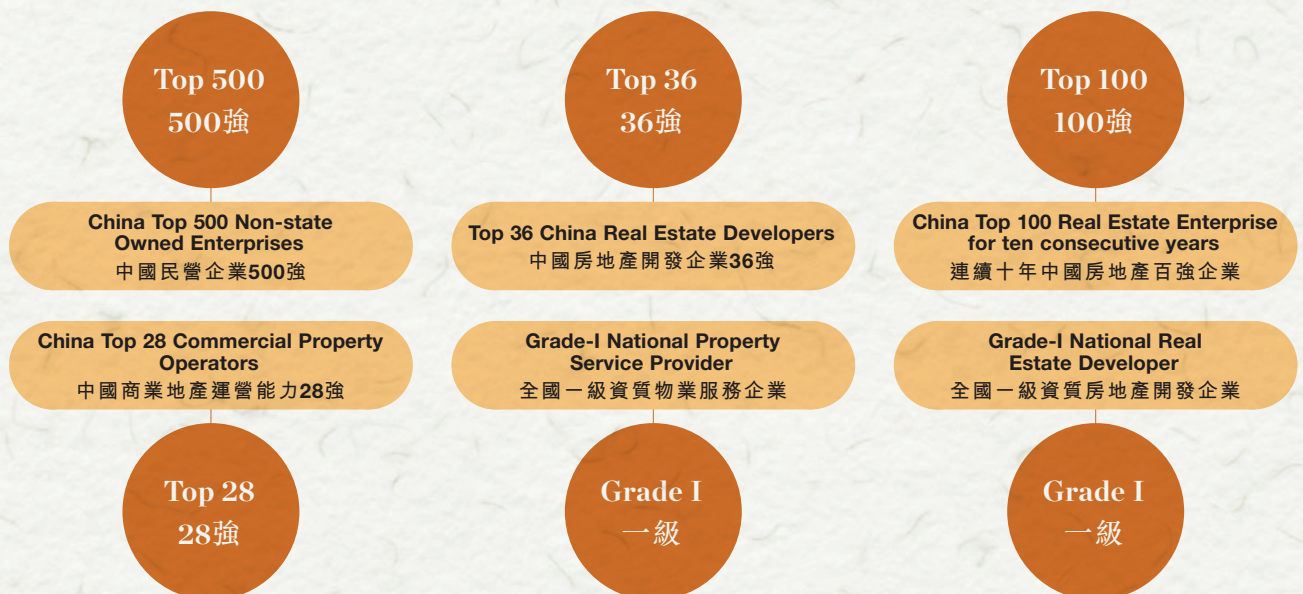 Top 500
500強
China Top 500 Non-state
Owned Enterprises
中國民營企業500強
Top 36
36強
Top 36 China Real Estate Developers
中國房地產開發企業36強
Top 100
100強
China Top 100 Real Estate Enterprise
for ten consecutive years
連續十年中國房地產百強企業
China Top 28 Commercial Property
Operators
中國商業地產運營能力28強
Top 28
28強
Grade-I National Property
Service Provider
全國一級資質物業服務企業
Grade I
一級
Grade-I National Real
Estate Developer
全國一級資質房地產開發企業
Grade I
一級